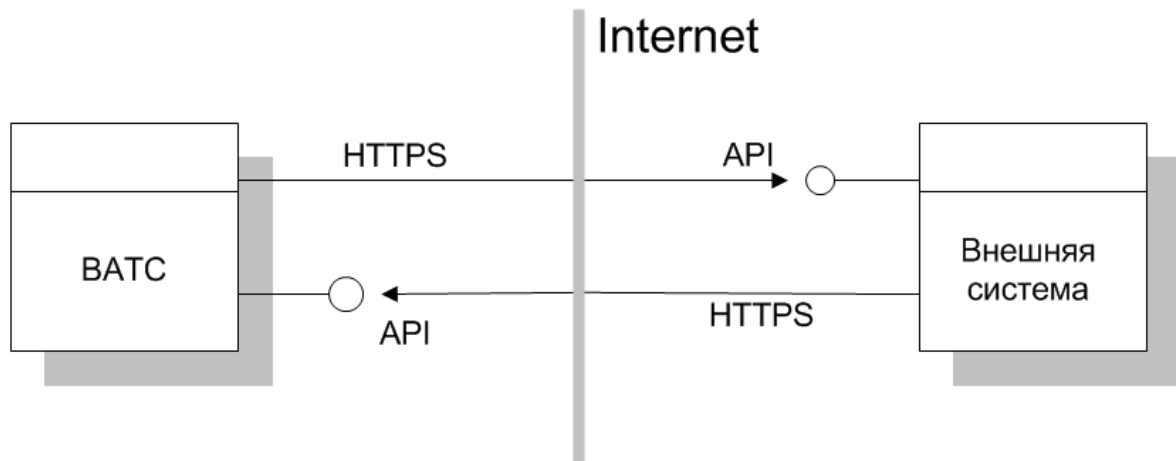 Internet
HTTPS
API
ВАТС
Внешняя
система
API
HTTPS